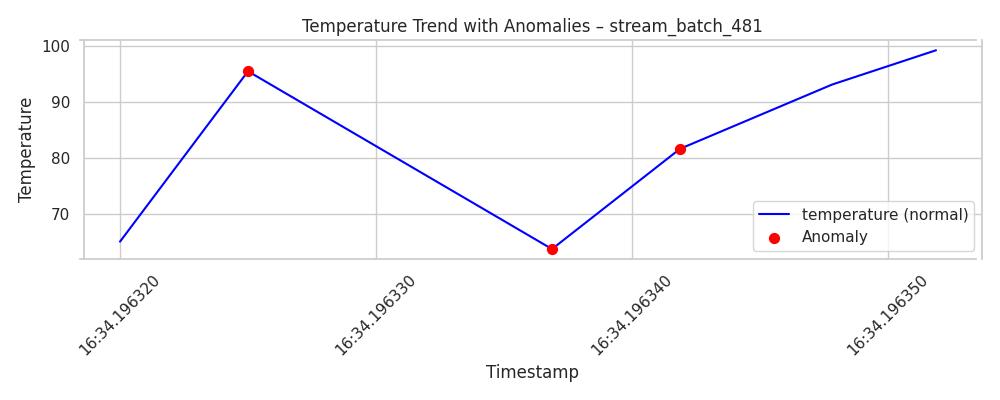 Temperature Trend with Anomalies – stream_batch_481
Temperature
100
90
80
70
temperature (normal)
Anomaly
16:34.196320
16:34.196330
16:34.196340
16:34.196350
Timestamp